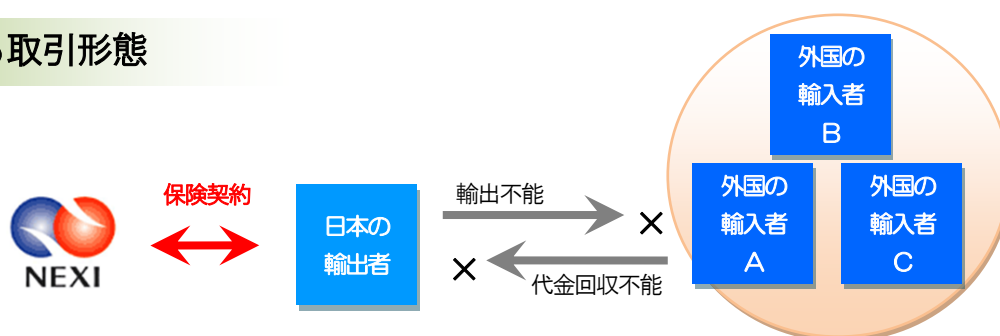 取引形態
外国の
輸入者
B
保険契約
輸出不能
×
外国の
輸入者
A
外国の
輸入者
C
日本の
輸出者
×
代金回収不能
NEXI